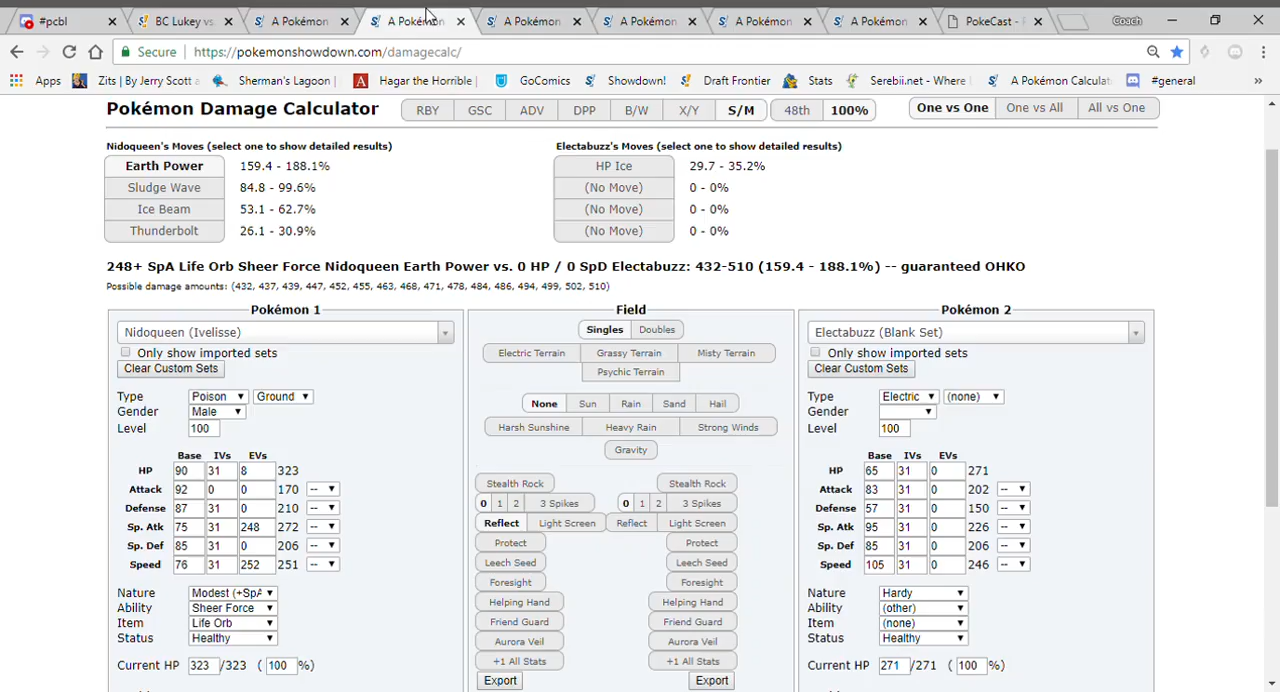 #pcbl BC Lukey vs. A Pokémon A Pokémon A Pokémon A Pokémon A Pokémon A Pokémon PokeCast - Coach
Secure https://pokemonshowdown.com/damagecalc/
Apps Zits | By Jerry Scott a Sherman's Lagoon | Hagar the Horrible | GoComics Showdown! Frontier Stats Serebii.net - Where A Pokémon Calculat #general »
Pokémon Damage Calculator RBY GSC ADV DPP B/W X/Y S/M 48th 100% One vs One One vs All All vs One
Nidoqueen's Moves (select one to show detailed results) Electabuzz's Moves (select one to show detailed results)
Earth Power 159.4 - 188.1% HP Ice 29.7 - 35.2%
Sludge Wave 84.8 - 99.6% (No Move) 0 - 0%
Ice Beam 53.1 - 62.7% (No Move) 0 - 0%
Thunderbolt 26.1 - 30.9% (No Move) 0 - 0%
248+ SpA Life Orb Sheer Force Nidoqueen Earth Power vs. 0 HP / 0 SpD Electabuzz: 432-510 (159.4 - 188.1%) -- guaranteed OHKO
Possible damage amounts: (432, 437, 439, 447, 452, 455, 463, 468, 471, 478, 484, 486, 494, 499, 502, 510)
Pokémon 1 Field Pokémon 2
Nidoqueen (Ivelisse) Singles Doubles Electabuzz (Blank Set)
Only show imported sets Electric Terrain Grassy Terrain Misty Terrain Only show imported sets
Clear Custom Sets Psychic Terrain Clear Custom Sets
Type Poison Ground None Sun Rain Sand Hail Type Electric (none)
Gender Male Gender
Level 100 Harsh Sunshine Heavy Rain Strong Winds Level 100
Gravity
Base IVs EVs Base IVs EVs
HP 90 31 8 323 HP 65 31 0 271
Stealth Rock Stealth Rock
Attack 92 0 0 170 -- Attack 83 31 0 202 --
0 1 2 3 Spikes 0 1 2 3 Spikes
Defense 87 31 0 210 -- Defense 57 31 0 150 --
Sp. Atk 75 31 248 272 -- Reflect Light Screen Reflect Light Screen Sp. Atk 95 31 0 226 --
Sp. Def 85 31 0 206 -- Protect Protect Sp. Def 85 31 0 206 --
Speed 76 31 252 251 -- Leech Seed Leech Seed Speed 105 31 0 246 --
Foresight Foresight
Nature Modest (+SpA Helping Hand Helping Hand Nature Hardy
Ability Sheer Force Ability (other)
Item Life Orb Friend Guard Friend Guard Item (none)
Status Healthy Aurora Veil Aurora Veil Status Healthy
Current HP 323 /323 ( 100 %) +1 All Stats +1 All Stats Current HP 271 /271 ( 100 %)
Export Export